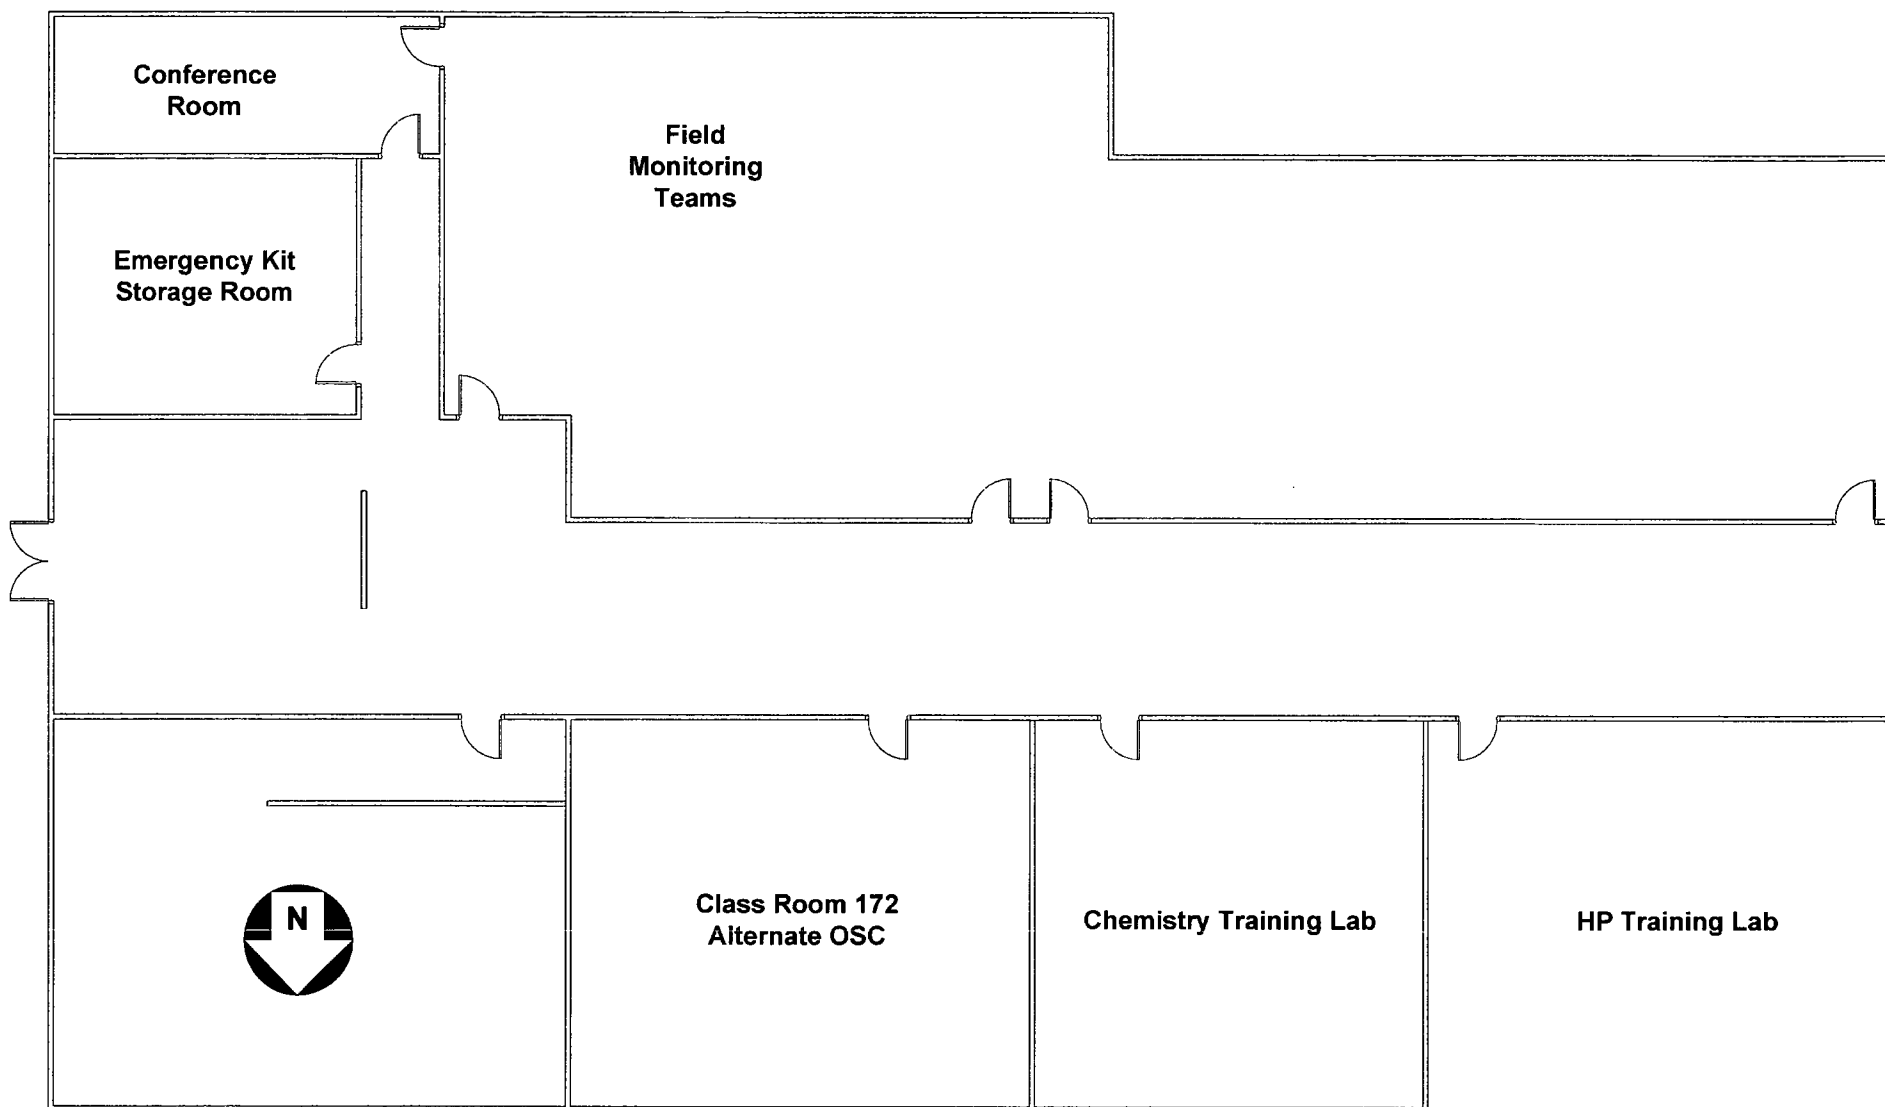 Conference
Room
Field
Monitoring
Teams
Emergency Kit
Storage Room
N
Class Room 172
Alternate OSC
Chemistry Training Lab
HP Training Lab